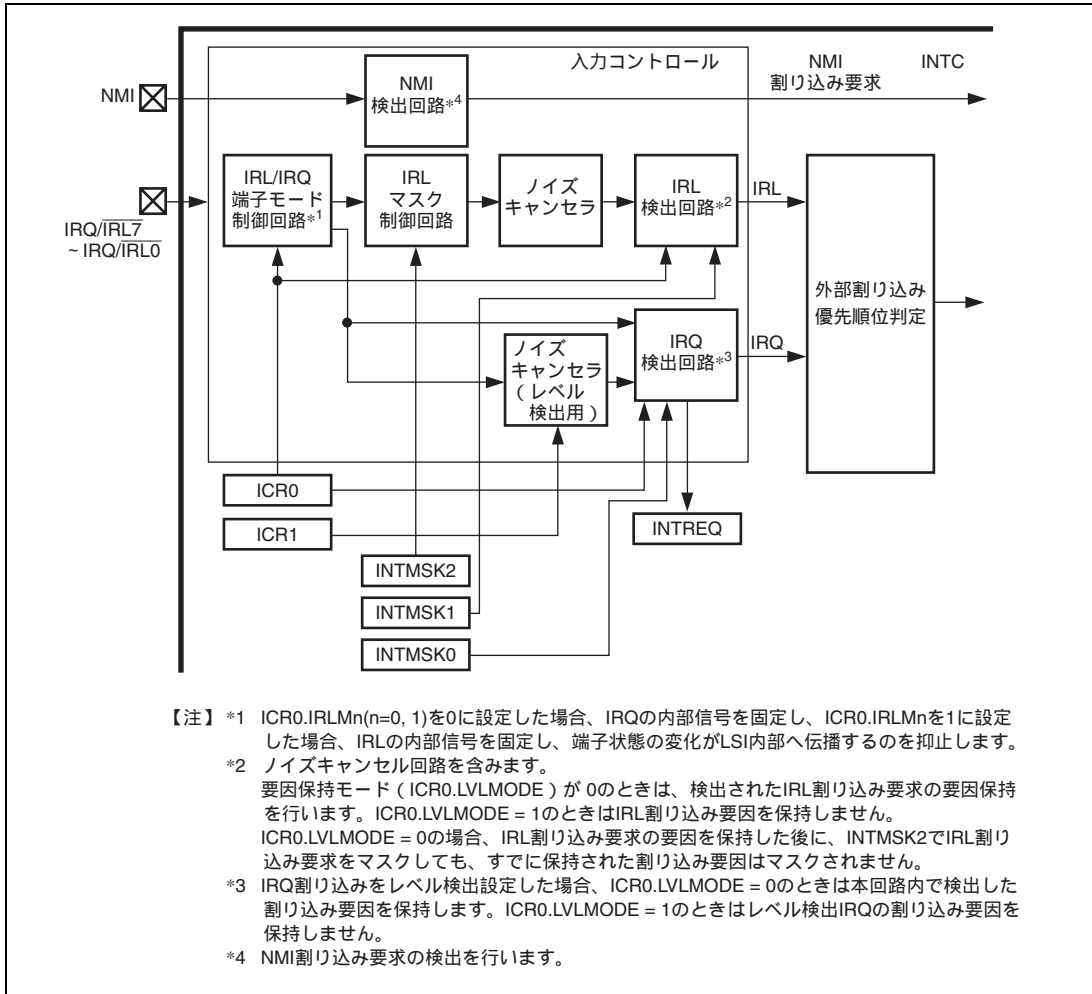 入力コントロール
NMI
割り込み要求
INTC
NMI
NMI
検出回路*4
IRQ/IRL7
~ IRQ/IRL0
IRL/IRQ
端子モード
制御回路*1
IRL
マスク
制御回路
ノイズ
キャンセラ
IRL
検出回路*2
IRL
外部割り込み
優先順位判定
ノイズ
キャンセラ
(レベル
検出用)
IRQ
検出回路*3
IRQ
ICR0
ICR1
INTREQ
INTMSK2
INTMSK1
INTMSK0
【注】 *1 ICR0.IRLMn(n=0, 1)を0に設定した場合、IRQの内部信号を固定し、ICR0.IRLMnを1に設定
した場合、IRLの内部信号を固定し、端子状態の変化がLSI内部へ伝播するのを抑止します。
*2 ノイズキャンセル回路を含みます。
要因保持モード(ICR0.LVLMODE)が 0のときは、検出されたIRL割り込み要求の要因保持
を行います。ICR0.LVLMODE = 1のときはIRL割り込み要因を保持しません。
ICR0.LVLMODE = 0の場合、IRL割り込み要求の要因を保持した後に、INTMSK2でIRL割り
込み要求をマスクしても、すでに保持された割り込み要因はマスクされません。
*3 IRQ割り込みをレベル検出設定した場合、ICR0.LVLMODE = 0のときは本回路内で検出した
割り込み要因を保持します。ICR0.LVLMODE = 1のときはレベル検出IRQの割り込み要因を
保持しません。
*4 NMI割り込み要求の検出を行います。